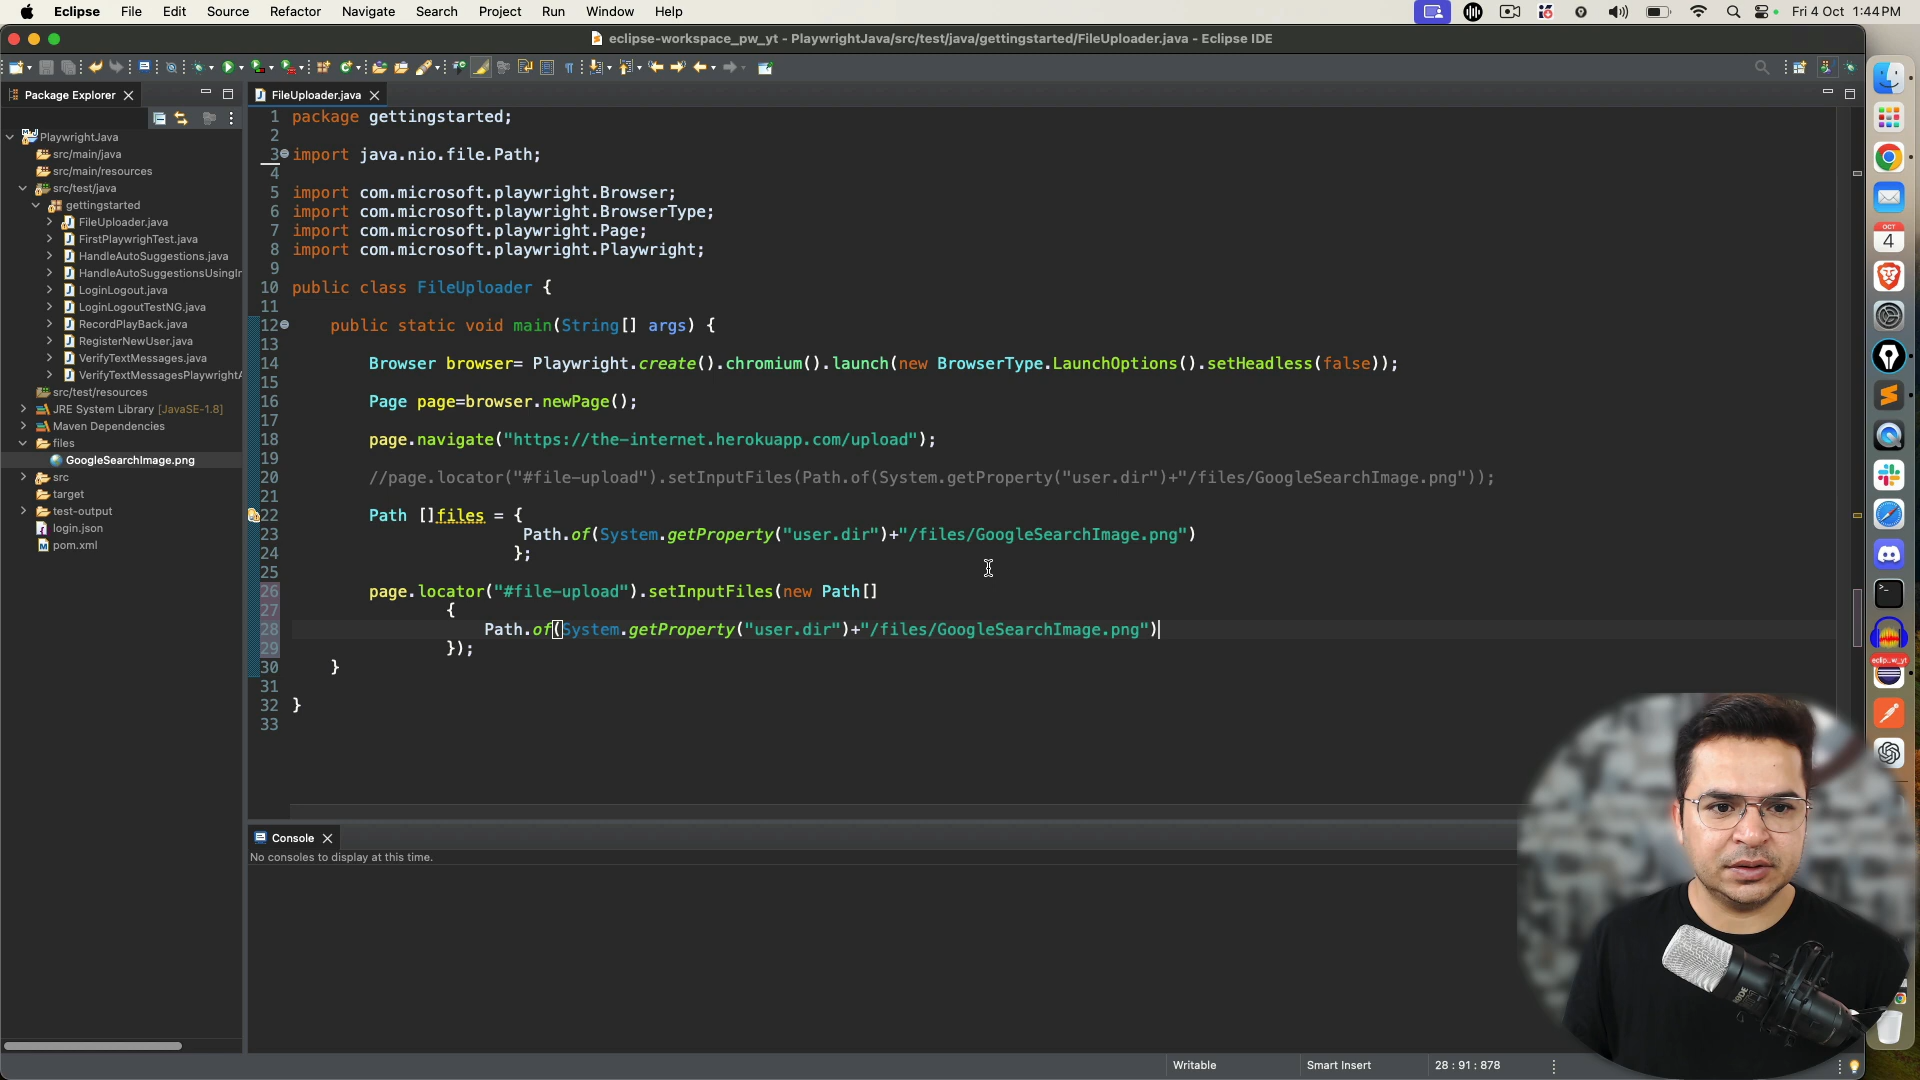 Eclipse File Edit Source Refactor Navigate Search Project Run Window Help
Fri 4 Oct 1:44 PM
eclipse-workspace_pw_yt - PlaywrightJava/src/test/java/gettingstarted/FileUploader.java - Eclipse IDE
Package Explorer
PlaywrightJava
src/main/java
src/main/resources
src/test/java
gettingstarted
FileUploader.java
FirstPlaywrighTest.java
HandleAutoSuggestions.java
HandleAutoSuggestionsUsingIr
LoginLogout.java
LoginLogoutTestNG.java
RecordPlayBack.java
RegisterNewUser.java
VerifyTextMessages.java
VerifyTextMessagesPlaywrightA
src/test/resources
JRE System Library [JavaSE-1.8]
Maven Dependencies
files
GoogleSearchImage.png
src
target
test-output
login.json
pom.xml
FileUploader.java
1 package gettingstarted;
2
3 import java.nio.file.Path;
4
5 import com.microsoft.playwright.Browser;
6 import com.microsoft.playwright.BrowserType;
7 import com.microsoft.playwright.Page;
8 import com.microsoft.playwright.Playwright;
9
10 public class FileUploader {
11
12 public static void main(String[] args) {
13
14 Browser browser= Playwright.create().chromium().launch(new BrowserType.LaunchOptions().setHeadless(false));
15
16 Page page=browser.newPage();
17
18 page.navigate("https://the-internet.herokuapp.com/upload");
19
20 //page.locator("#file-upload").setInputFiles(Path.of(System.getProperty("user.dir")+"/files/GoogleSearchImage.png"));
21
22 Path []files = {
23 Path.of(System.getProperty("user.dir")+"/files/GoogleSearchImage.png")
24 };
25
26 page.locator("#file-upload").setInputFiles(new Path[]
27 {
28 Path.of(System.getProperty("user.dir")+"/files/GoogleSearchImage.png")
29 });
30 }
31
32 }
33
Console
No consoles to display at this time.
Writable Smart Insert 28 : 91 : 878
OCT
4
eclip..w_yt